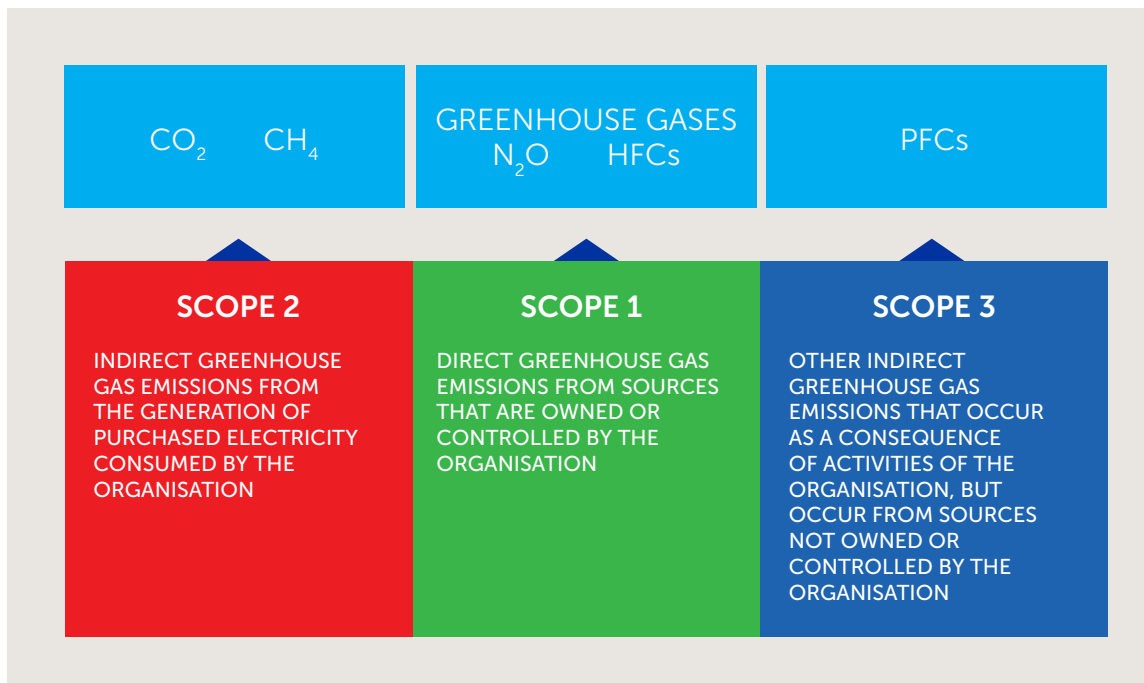 CO₂ CH₄
GREENHOUSE GASES
N₂O HFCs
PFCs
SCOPE 2
INDIRECT GREENHOUSE
GAS EMISSIONS FROM
THE GENERATION OF
PURCHASED ELECTRICITY
CONSUMED BY THE
ORGANISATION
SCOPE 1
DIRECT GREENHOUSE GAS
EMISSIONS FROM SOURCES
THAT ARE OWNED OR
CONTROLLED BY THE
ORGANISATION
SCOPE 3
OTHER INDIRECT
GREENHOUSE GAS
EMISSIONS THAT OCCUR
AS A CONSEQUENCE
OF ACTIVITIES OF THE
ORGANISATION, BUT
OCCUR FROM SOURCES
NOT OWNED OR
CONTROLLED BY THE
ORGANISATION